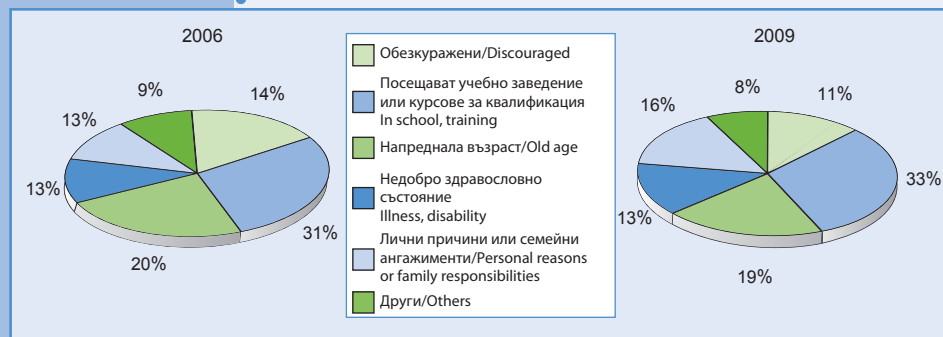 2006
9%
14%
13%
13%
31%
20%
Обезкуражени/Discouraged
Посещават учебно заведение
или курсове за квалификация
In school, training
Напреднала възраст/Old age
Недобро здравословно
състояние
Illness, disability
Лични причини или семейни
ангажименти/Personal reasons
or family responsibilities
Други/Others
2009
8%
11%
16%
33%
13%
19%